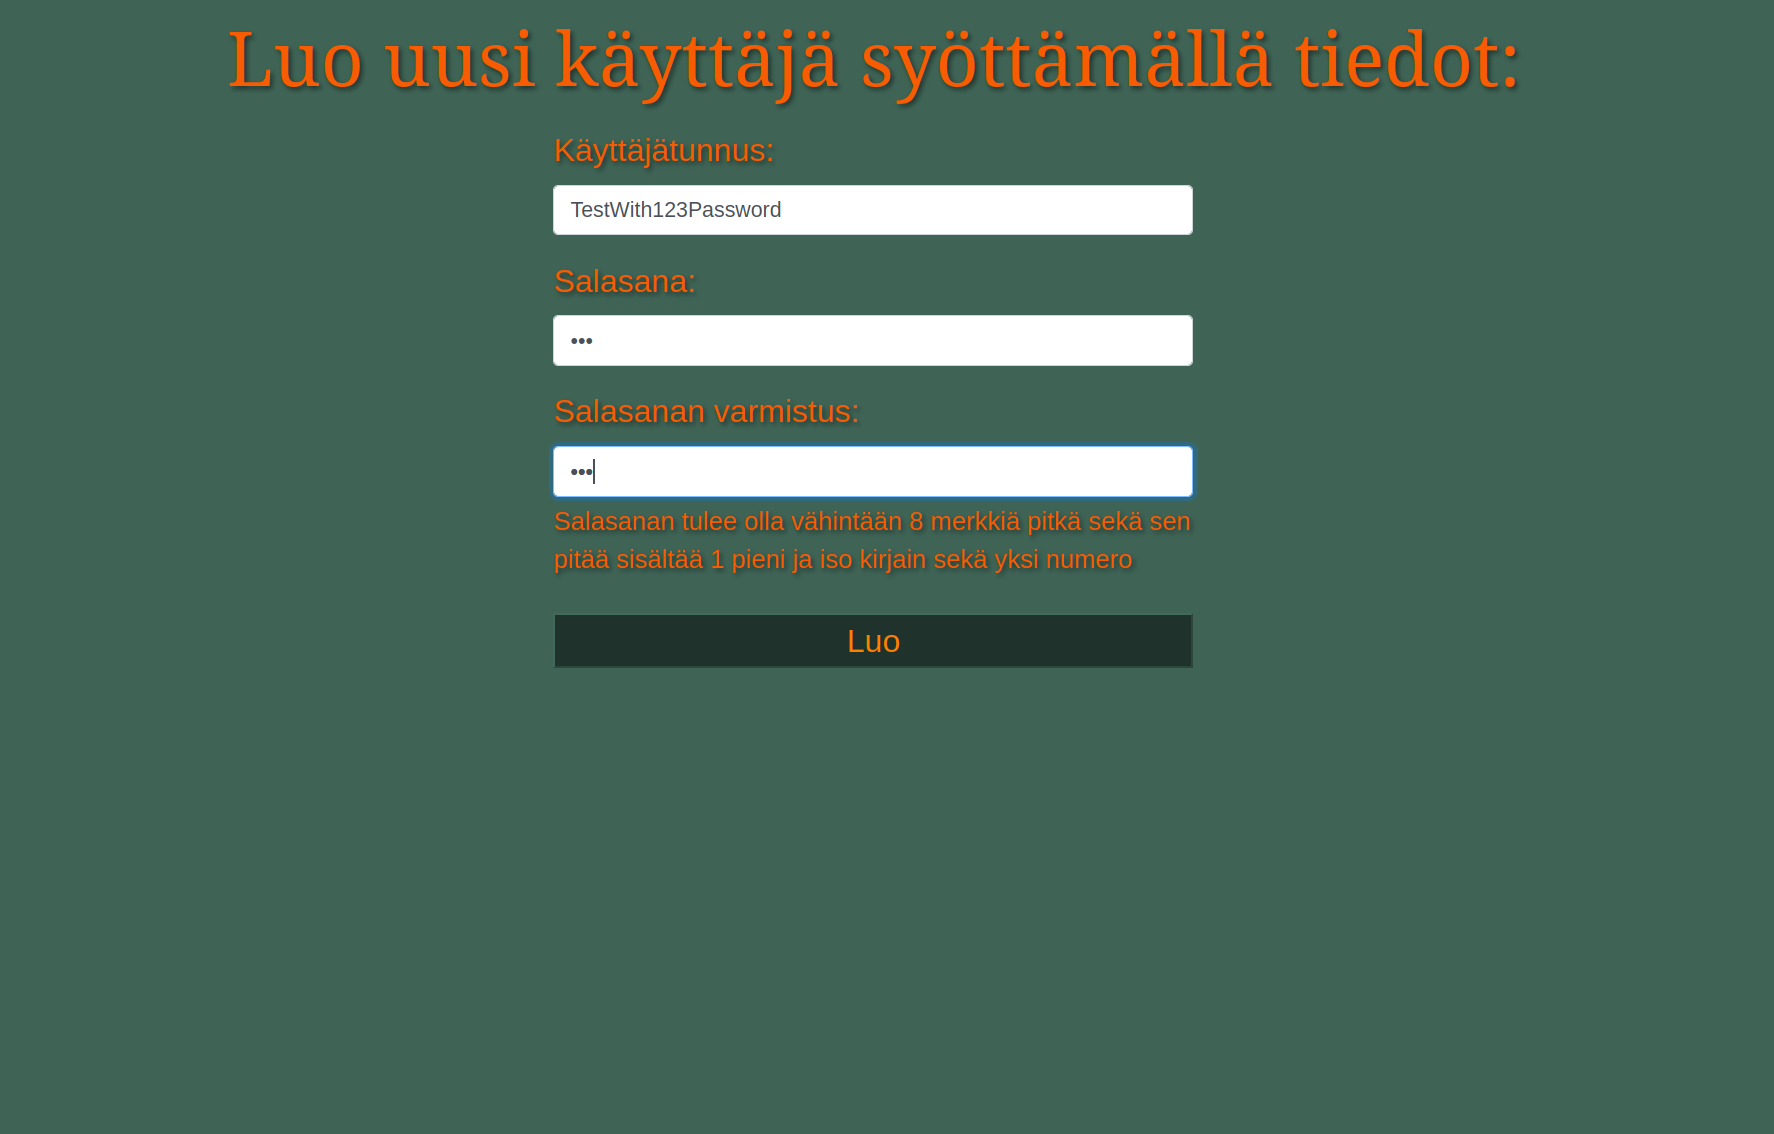 Luo uusi käyttäjä syöttämällä tiedot:
Käyttäjätunnus:
TestWith123Password
Salasana:
•••
Salasanan varmistus:
•••
Salasanan tulee olla vähintään 8 merkkiä pitkä sekä sen
pitää sisältää 1 pieni ja iso kirjain sekä yksi numero
Luo